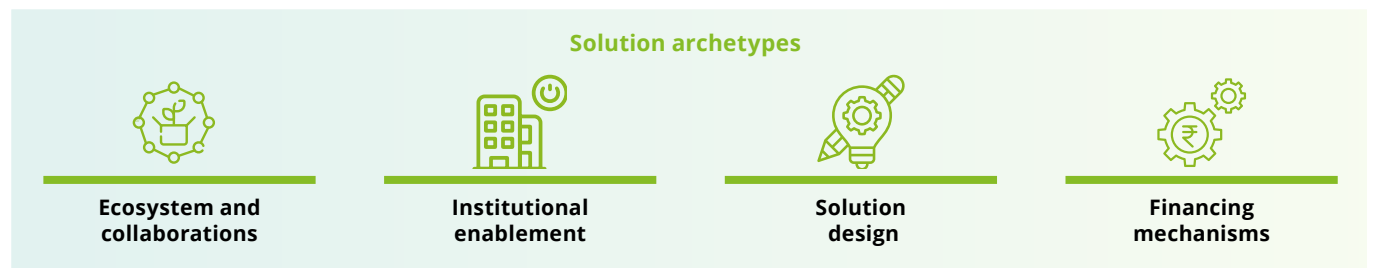 Solution archetypes
₹
Ecosystem and
collaborations
Institutional
enablement
Solution
design
Financing
mechanisms